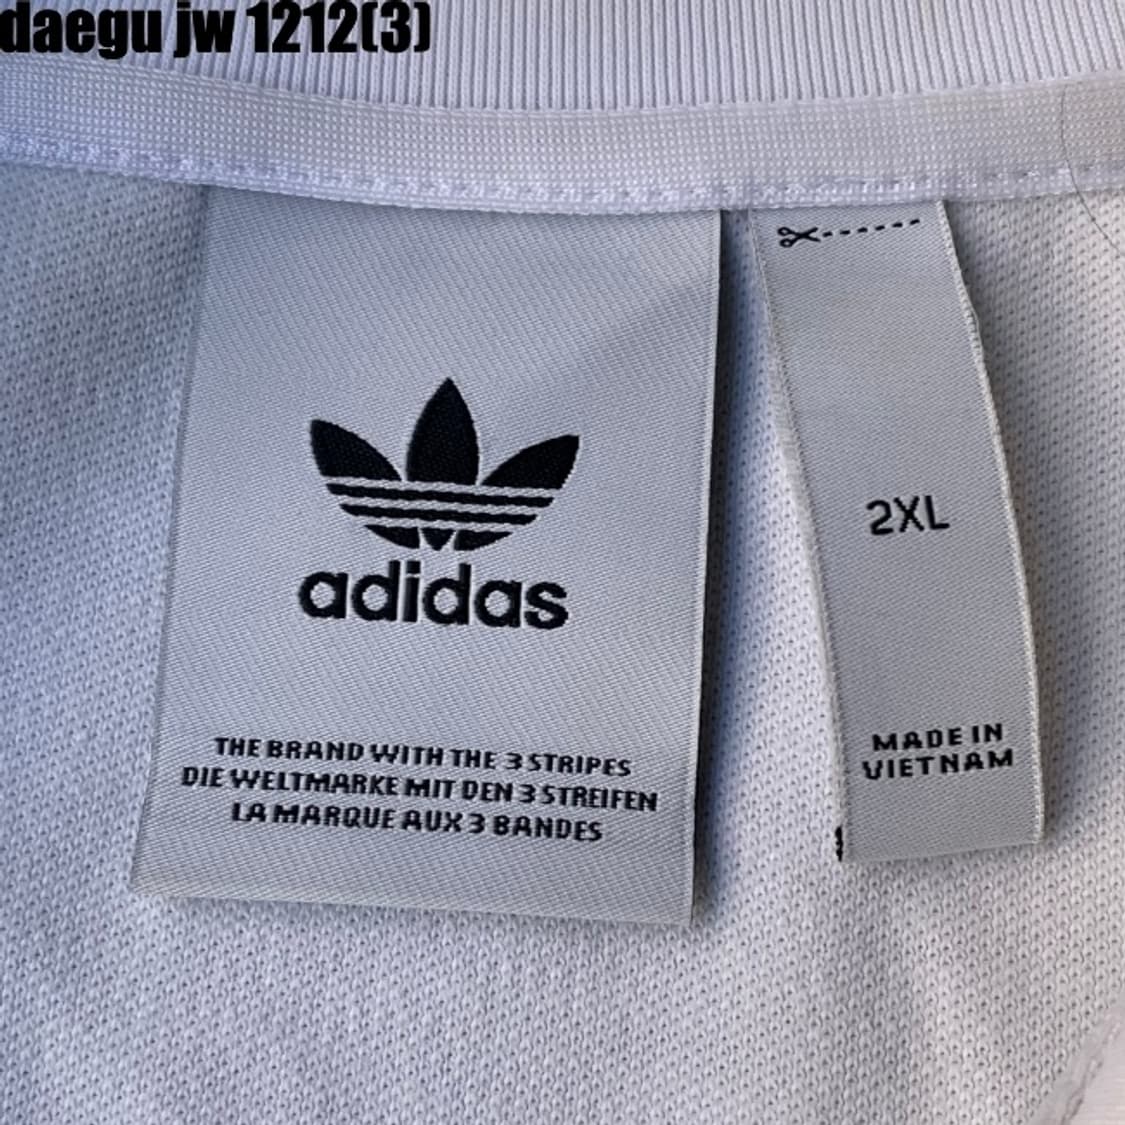 daegu jw 1212(3)
adidas
THE BRAND WITH THE 3 STRIPES
DIE WELTMARKE MIT DEN 3 STREIFEN
LA MARQUE AUX 3 BANDES
2XL
MADE IN
VIETNAM